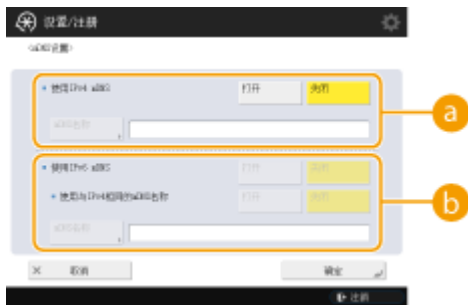 设置/注册
<mDNS设置>
使用IPv4 mDNS
打开 关闭
mDNS名称
a
使用IPv6 mDNS
打开 关闭
使用与IPv4相同的mDNS名称
打开 关闭
mDNS名称
b
取消 确定
注销